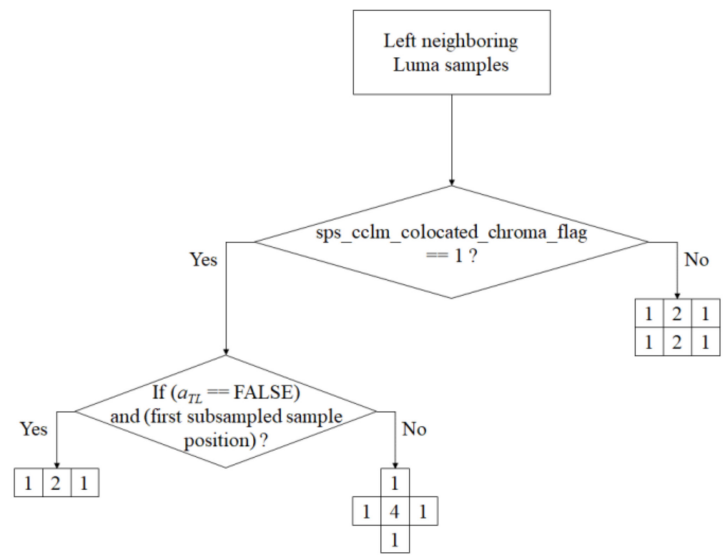 Left neighboring
Luma samples
sps_cclm_colocated_chroma_flag
== 1 ?
Yes
No
1 2 1
1 2 1
If (aTL == FALSE)
and (first subsampled sample
position) ?
Yes
No
1 2 1
1
1 4 1
1